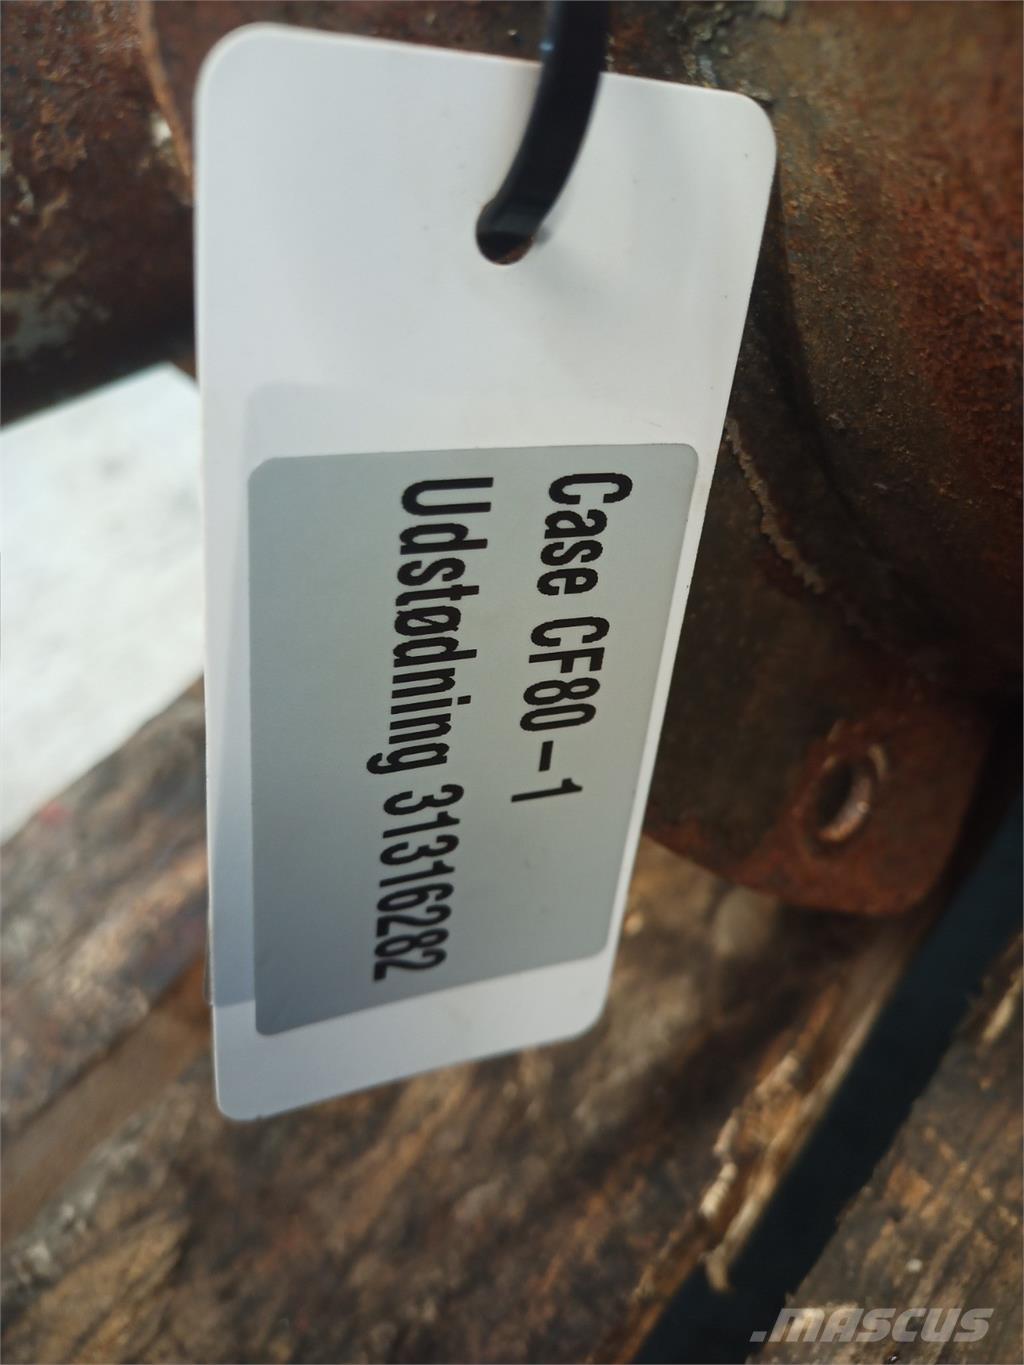 Case CF80-1
Udstødning 31316282
.MASCUS